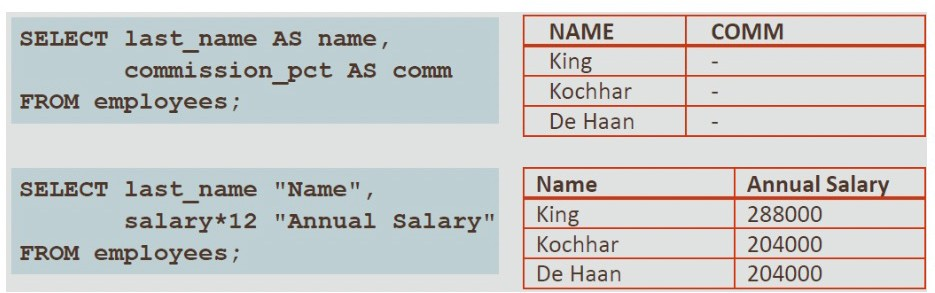 SELECT last_name AS name,
commission_pct AS comm
FROM employees;
NAME COMM
King -
Kochhar -
De Haan -
SELECT last_name "Name",
salary*12 "Annual Salary"
FROM employees;
Name Annual Salary
King 288000
Kochhar 204000
De Haan 204000